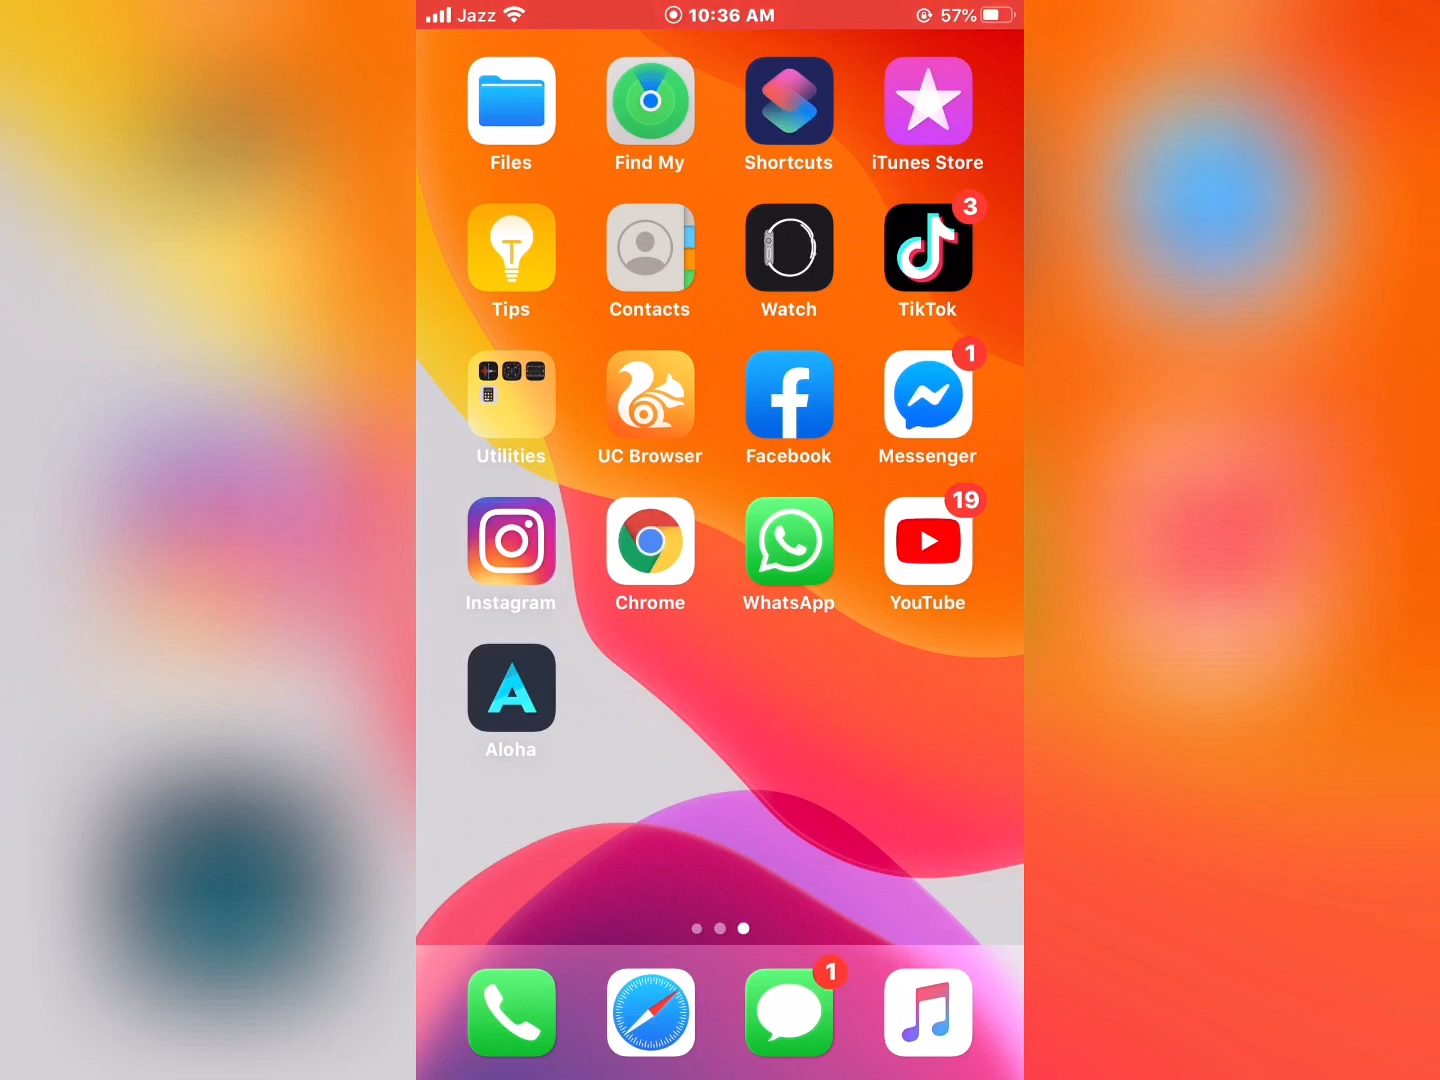 Jazz 10:36 AM 57%
Files Find My Shortcuts iTunes Store
3
Tips Contacts Watch TikTok
1
Utilities UC Browser Facebook Messenger
19
Instagram Chrome WhatsApp YouTube
Aloha
1